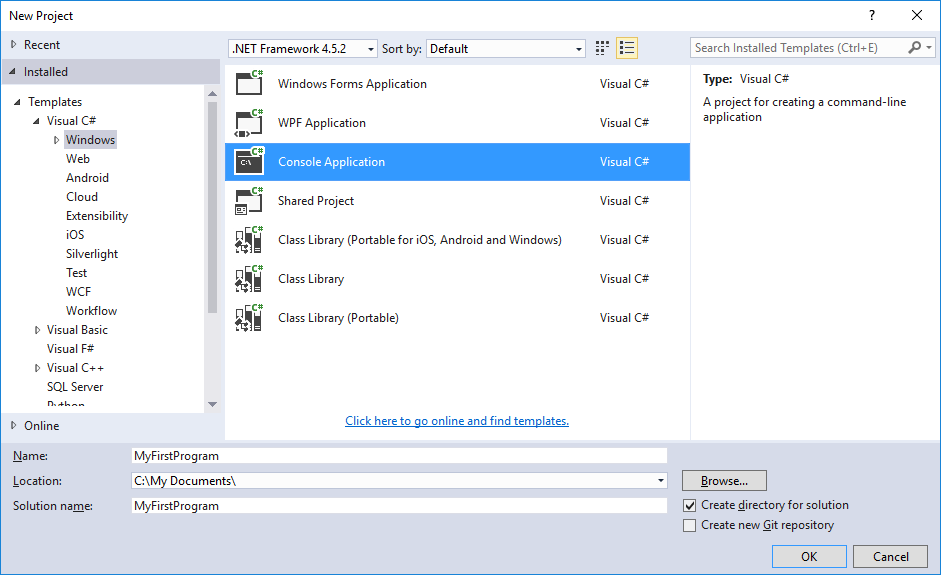 New Project
?
Recent
.NET Framework 4.5.2
Sort by:
Default
Search Installed Templates (Ctrl+E)
Installed
Templates
Visual C#
Windows
Web
Android
Cloud
Extensibility
iOS
Silverlight
Test
WCF
Workflow
Visual Basic
Visual F#
Visual C++
SQL Server
Python
Online
C# Windows Forms Application Visual C#
C# WPF Application Visual C#
C# C:\ Console Application Visual C#
C# Shared Project Visual C#
C# Class Library (Portable for iOS, Android and Windows) Visual C#
C# Class Library Visual C#
C# Class Library (Portable) Visual C#
Click here to go online and find templates.
Type: Visual C#
A project for creating a command-line
application
Name: MyFirstProgram
Location: C:\My Documents\ Browse...
Solution name: MyFirstProgram
Create directory for solution
Create new Git repository
OK Cancel